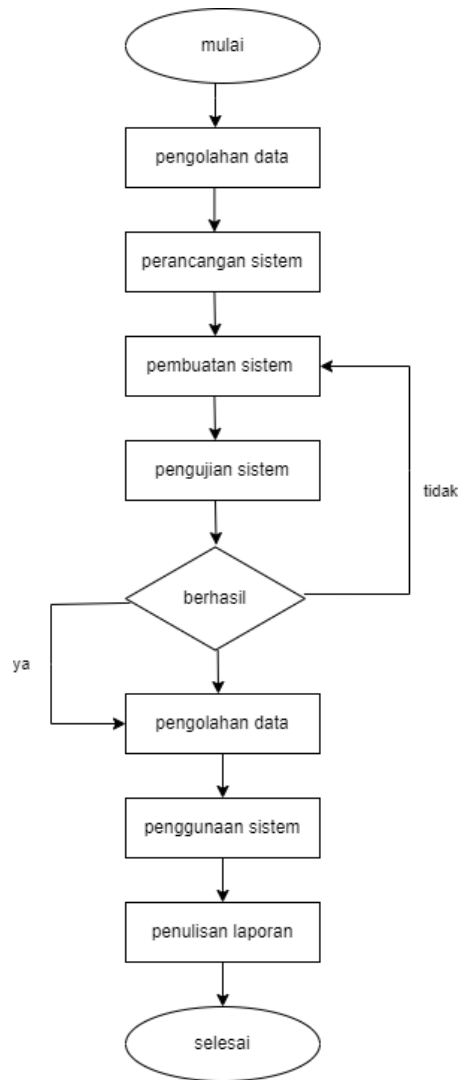 mulai
pengolahan data
perancangan sistem
pembuatan sistem
pengujian sistem
tidak
berhasil
ya
pengolahan data
penggunaan sistem
penulisan laporan
selesai